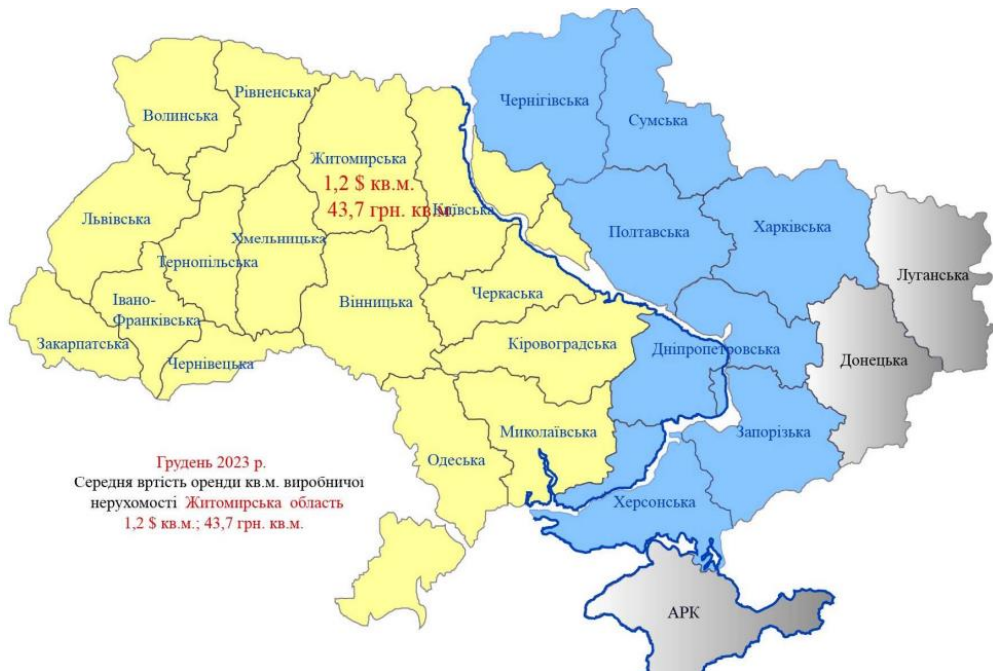 Чернігівська
Сумська
Рівненська
Волинська
Житомирська
1,2 $ кв.м.
43,7 грн. кв.м.
Київська
Львівська
Хмельницька
Тернопільська
Полтавська
Харківська
Луганська
Івано-
Франківська
Вінницька
Черкаська
Закарпатська
Чернівецька
Кіровоградська
Дніпропетровська
Донецька
Миколаївська
Запорізька
Одеська
Херсонська
АРК
Грудень 2023 р.
Середня вртість оренди кв.м. виробничої
нерухомості Житомирська область
1,2 $ кв.м.; 43,7 грн. кв.м.